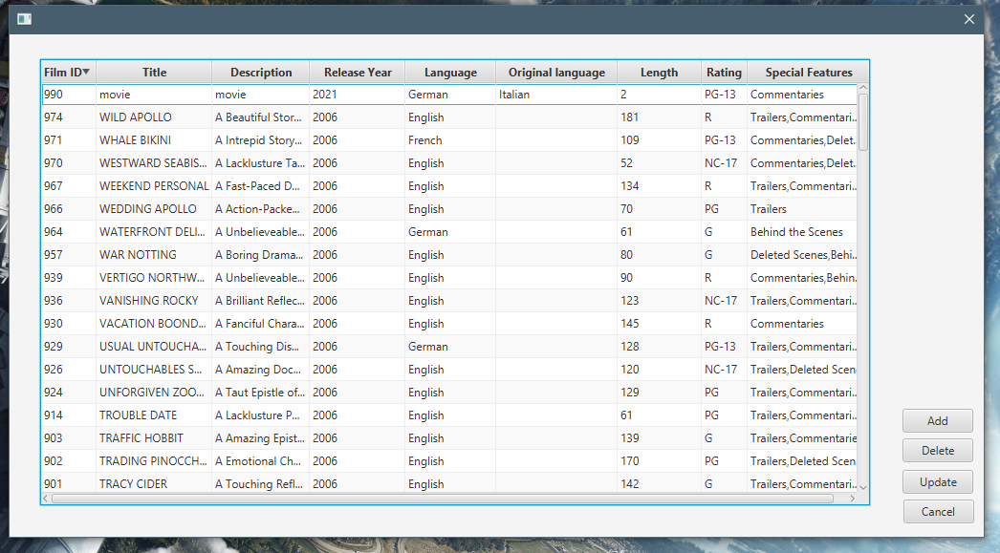 Film ID Title Description Release Year Language Original language Length Rating Special Features
990 movie movie 2021 German Italian 2 PG-13 Commentaries
974 WILD APOLLO A Beautiful Stor... 2006 English 181 R Trailers,Commentari...
971 WHALE BIKINI A Intrepid Story... 2006 French 109 PG-13 Commentaries,Delet...
970 WESTWARD SEABIS... A Lacklusture Ta... 2006 English 52 NC-17 Commentaries,Delet...
967 WEEKEND PERSONAL A Fast-Paced D... 2006 English 134 R Trailers,Commentari...
966 WEDDING APOLLO A Action-Packe... 2006 English 70 PG Trailers
964 WATERFRONT DELI... A Unbelieveable... 2006 German 61 G Behind the Scenes
957 WAR NOTTING A Boring Drama... 2006 English 80 G Deleted Scenes,Behi...
939 VERTIGO NORTHW... A Unbelieveable... 2006 English 90 R Commentaries,Behin...
936 VANISHING ROCKY A Brilliant Reflec... 2006 English 123 NC-17 Trailers,Commentari...
930 VACATION BOOND... A Fanciful Chara... 2006 English 145 R Commentaries
929 USUAL UNTOUCHA... A Touching Dis... 2006 German 128 PG-13 Trailers,Commentari...
926 UNTOUCHABLES S... A Amazing Doc... 2006 English 120 NC-17 Trailers,Deleted Scen
924 UNFORGIVEN ZOO... A Taut Epistle of... 2006 English 129 PG Trailers,Commentari...
914 TROUBLE DATE A Lacklusture P... 2006 English 61 PG Trailers,Commentari...
903 TRAFFIC HOBBIT A Amazing Epist... 2006 English 139 G Trailers,Commentarie
902 TRADING PINOCCH... A Emotional Ch... 2006 English 170 PG Trailers,Deleted Scen
901 TRACY CIDER A Touching Refl... 2006 English 142 G Trailers,Commentari...
Add
Delete
Update
Cancel